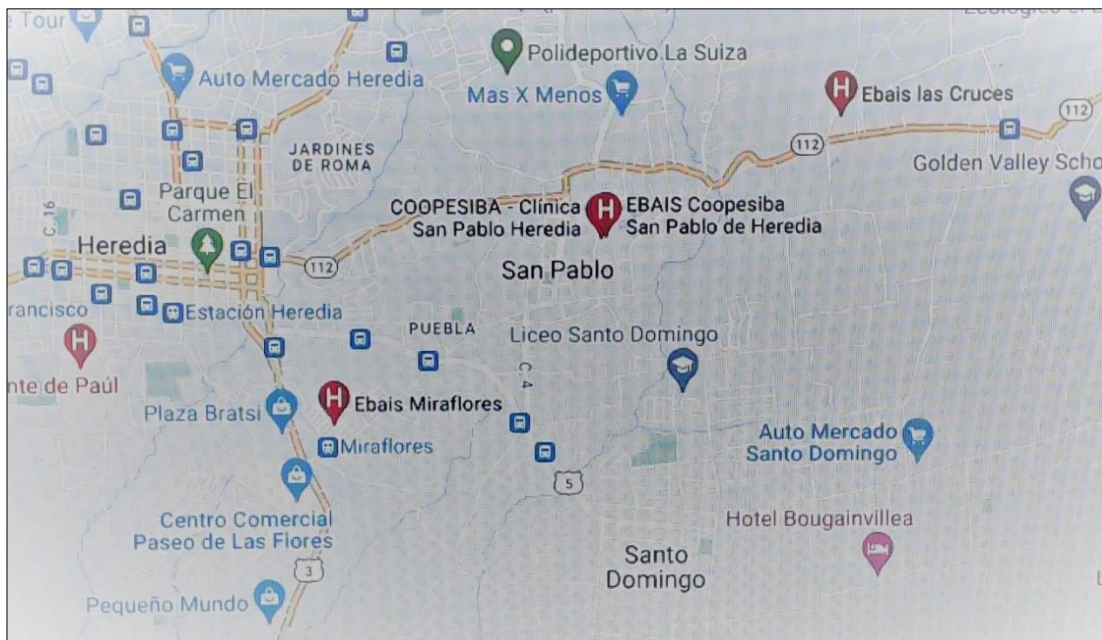 e Tour
Auto Mercado Heredia
Polideportivo La Suiza
Mas X Menos
Ebais las Cruces
112
112
Golden Valley Scho
JARDINES
DE ROMA
Parque El
Carmen
C. 16
Heredia
COOPESIBA - Clínica
San Pablo Heredia
EBAIS Coopesiba
San Pablo de Heredia
112
San Pablo
rancisco
Estación Heredia
PUEBLA
Liceo Santo Domingo
nte de Paúl
C. 4
Plaza Bratsi
Ebais Miraflores
Miraflores
Auto Mercado
Santo Domingo
5
Centro Comercial
Paseo de Las Flores
Hotel Bougainvillea
Santo
Domingo
3
Pequeño Mundo